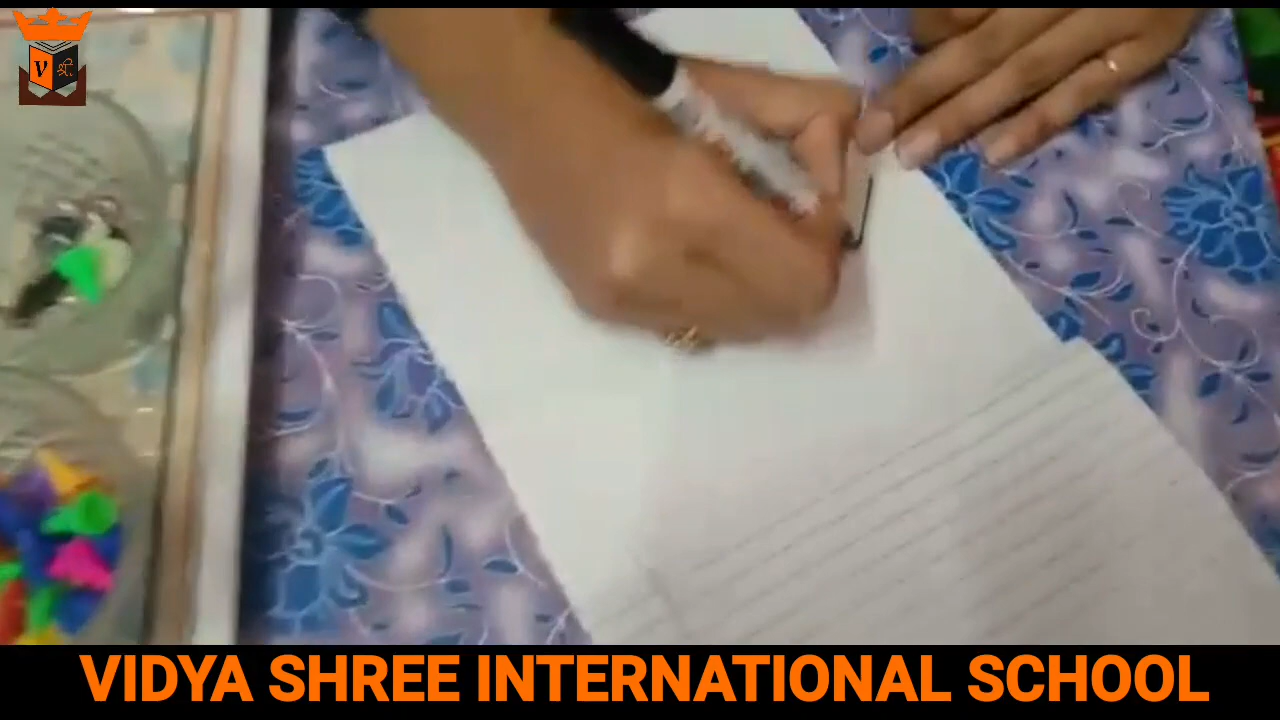 V श्री.
VIDYA SHREE INTERNATIONAL SCHOOL